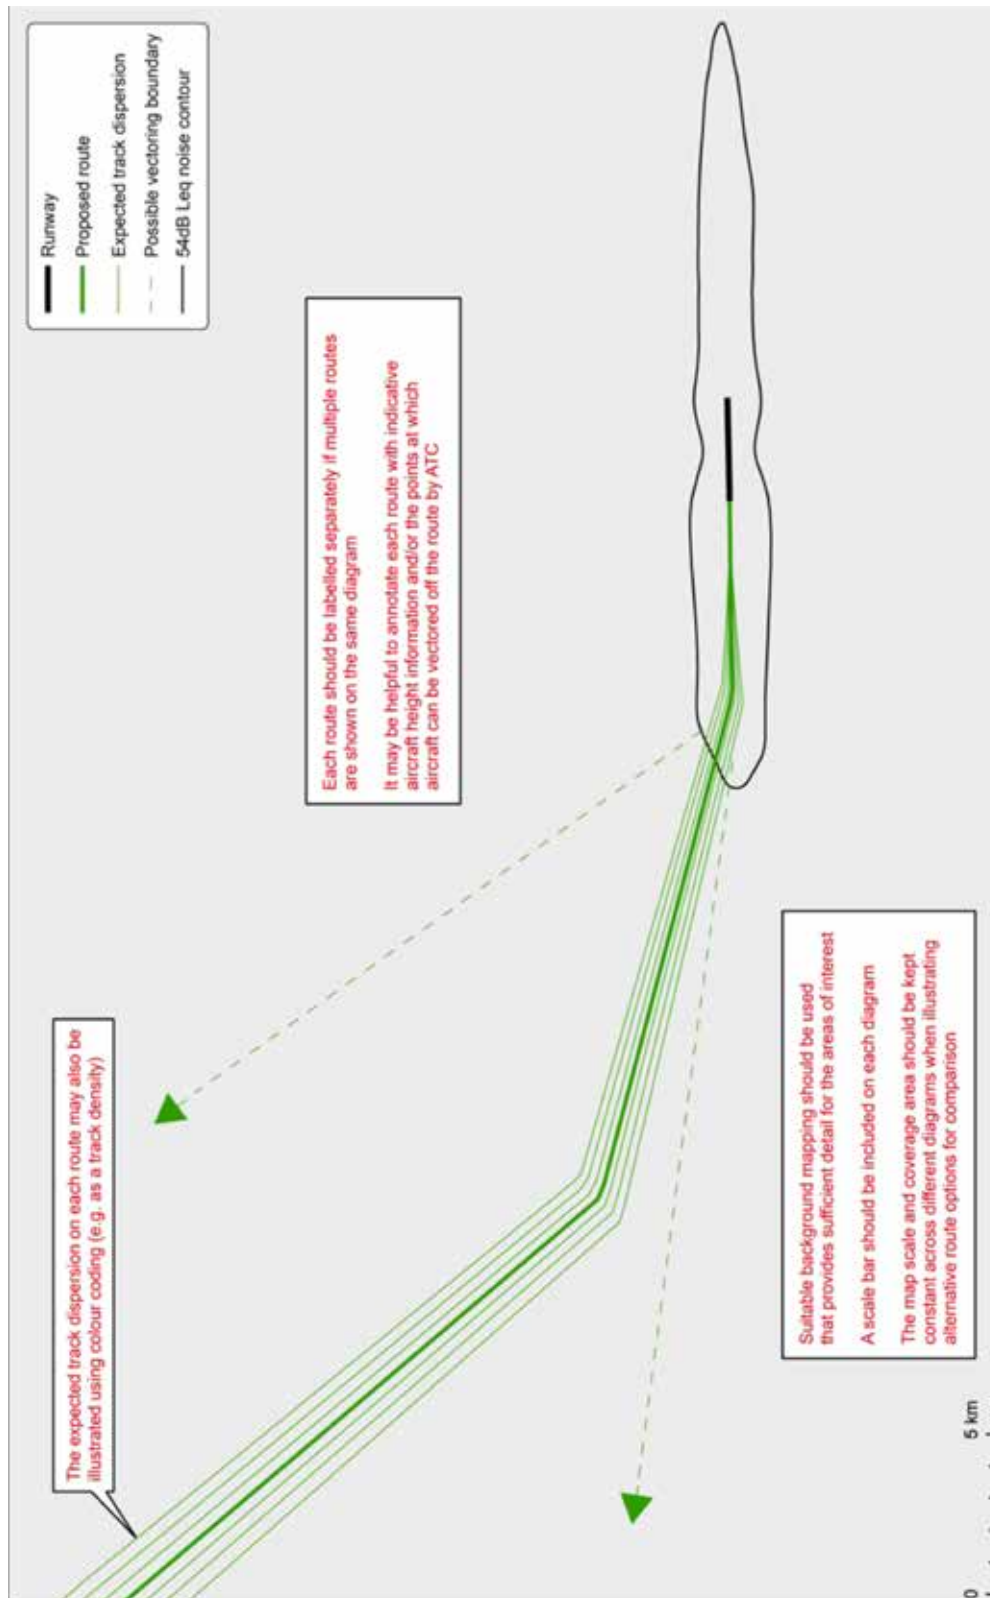 The expected track dispersion on each route may also be
illustrated using colour coding (e.g. as a track density)
Each route should be labelled separately if multiple routes
are shown on the same diagram
It may be helpful to annotate each route with indicative
aircraft height information and/or the points at which
aircraft can be vectored off the route by ATC
Runway
Proposed route
Expected track dispersion
Possible vectoring boundary
54dB Leq noise contour
Suitable background mapping should be used
that provides sufficient detail for the areas of interest
A scale bar should be included on each diagram
The map scale and coverage area should be kept
constant across different diagrams when illustrating
alternative route options for comparison
0
5 km